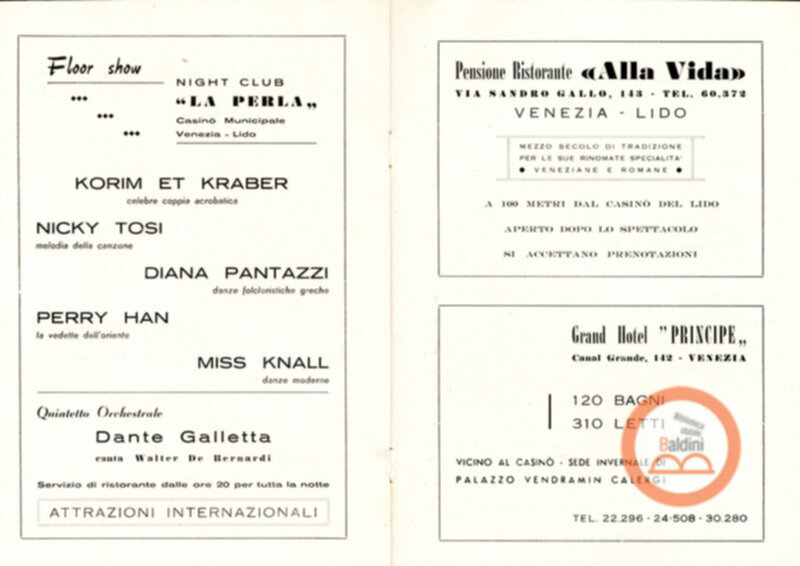 Floor show
NIGHT CLUB
"LA PERLA„
Casinò Municipale
Venezia - Lido
KORIM ET KRABER
celebre coppia acrobatica
NICKY TOSI
melodia della canzone
DIANA PANTAZZI
danze folcloristiche greche
PERRY HAN
la vedette dell'oriente
MISS KNALL
danze moderne
Quintetto Orchestrale
Dante Galletta
canta Walter De Bernardi
Servizio di ristorante dalle ore 20 per tutta la notte
ATTRAZIONI INTERNAZIONALI
Pensione Ristorante «Alla Vida»
VIA SANDRO GALLO, 143 - TEL. 60.372
VENEZIA - LIDO
MEZZO SECOLO DI TRADIZIONE
PER LE SUE RINOMATE SPECIALITA'
● VENEZIANE E ROMANE ●
A 100 METRI DAL CASINÒ DEL LIDO
APERTO DOPO LO SPETTACOLO
SI ACCETTANO PRENOTAZIONI
Grand Hotel "PRINCIPE„
Canal Grande, 142 - VENEZIA
120 BAGNI
310 LETTI
VICINO AL CASINÒ - SEDE INVERNALE DI
PALAZZO VENDRAMIN CALERGI
TEL. 22.296 - 24-508 - 30.280
Biblioteca
statale
Baldini